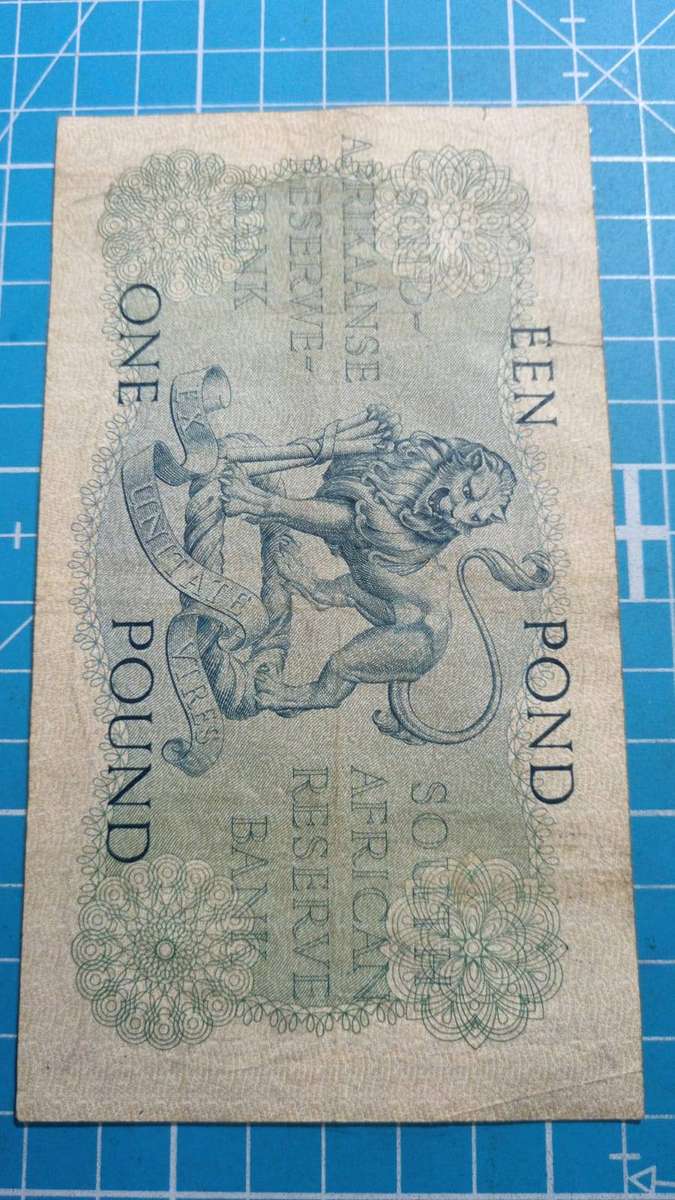 EEN POND
SUID-
AFRIKAANSE
RESERWE-
BANK
SOUTH
AFRICAN
RESERVE
BANK
EX UNITATE VIRES
ONE POUND